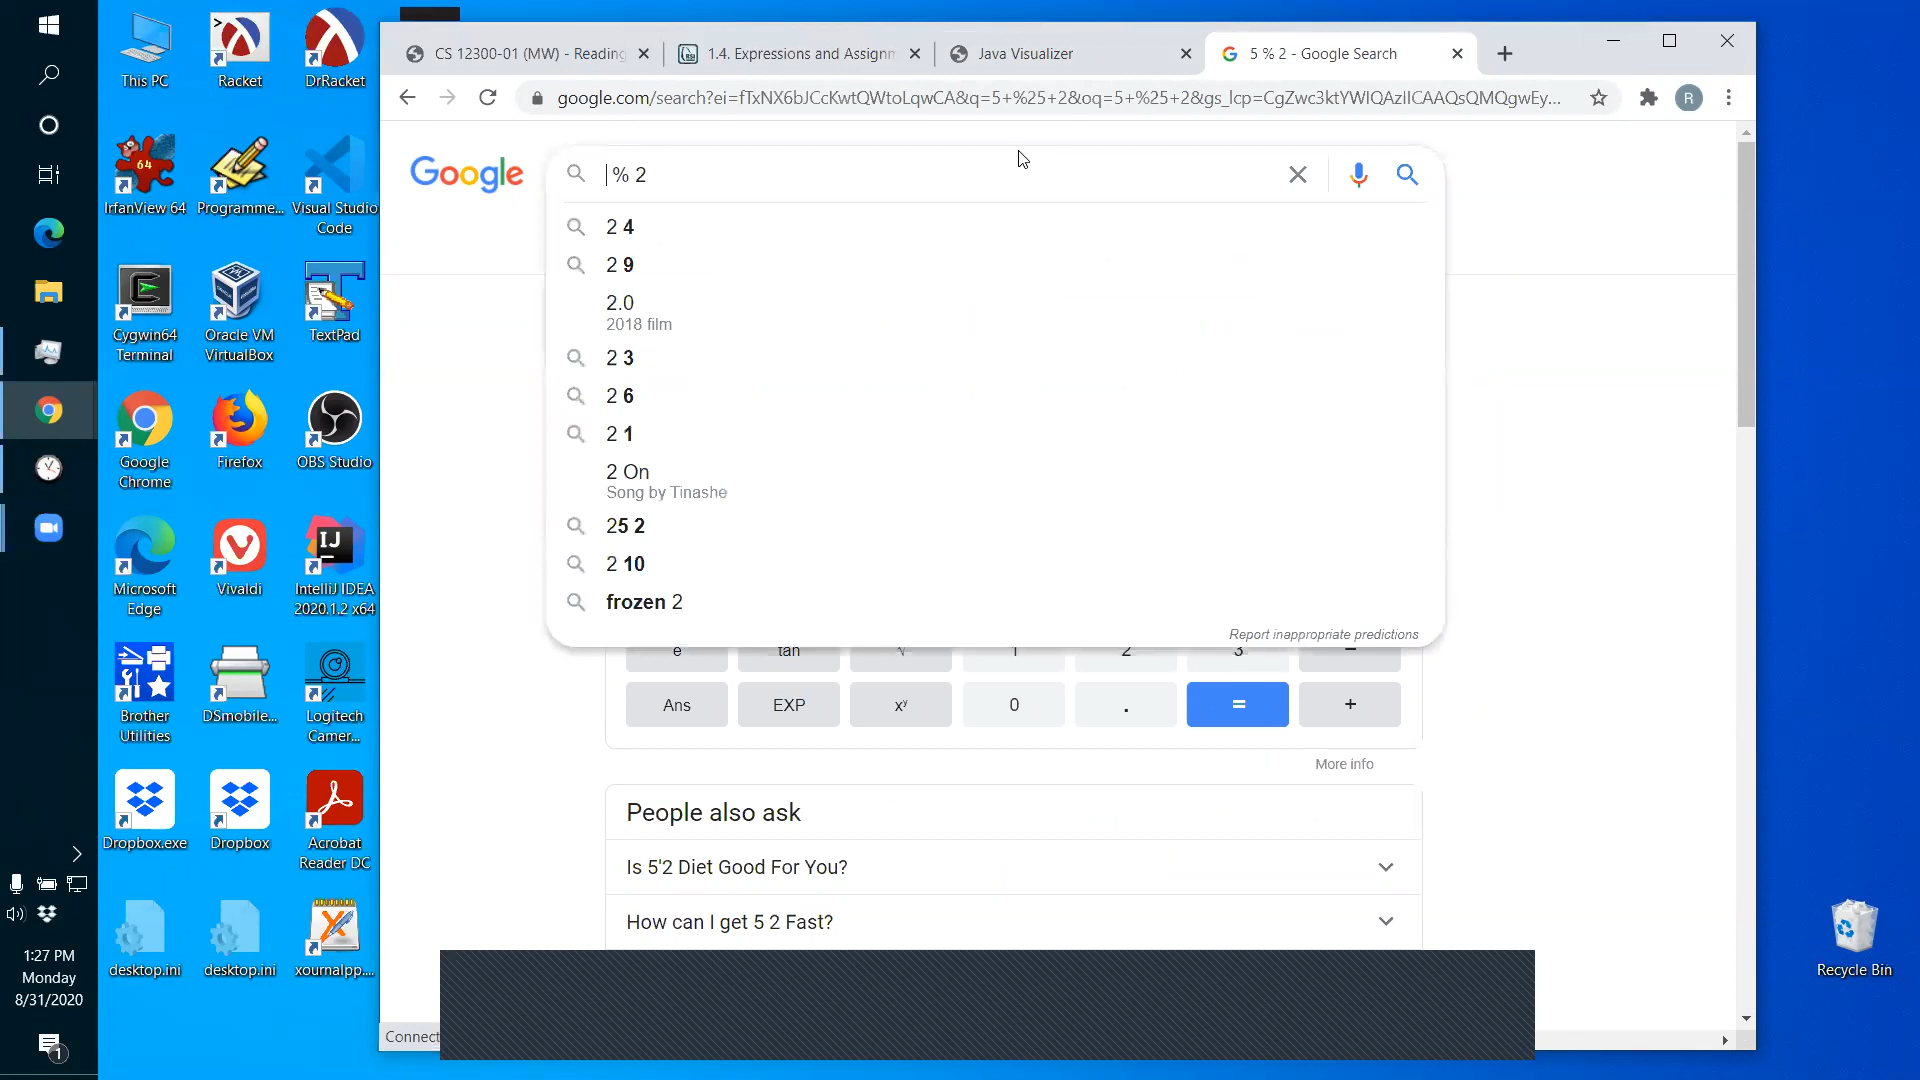 This PC
Racket
DrRacket
IrfanView 64
Programme...
Visual Studio
Code
Cygwin64
Terminal
Oracle VM
VirtualBox
TextPad
Google
Chrome
Firefox
OBS Studio
Microsoft
Edge
Vivaldi
IntelliJ IDEA
2020.1.2 x64
Brother
Utilities
DSmobile...
Logitech
Camer...
Dropbox.exe
Dropbox
Acrobat
Reader DC
desktop.ini
desktop.ini
xournalpp....
1:27 PM
Monday
8/31/2020
1
CS 12300-01 (MW) - Reading
1.4. Expressions and Assignm
Java Visualizer
5 % 2 - Google Search
google.com/search?ei=fTxNX6bJCcKwtQWtoLqwCA&q=5+%25+2&oq=5+%25+2&gs_lcp=CgZwc3ktYWIQAzIICAAQsQMQgwEy...
R
Google
% 2
2 4
2 9
2.0
2018 film
2 3
2 6
2 1
2 On
Song by Tinashe
25 2
2 10
frozen 2
Report inappropriate predictions
e tan √ 1 2 3 −
Ans EXP xʸ 0 . = +
More info
People also ask
Is 5'2 Diet Good For You?
How can I get 5 2 Fast?
Connect
Recycle Bin